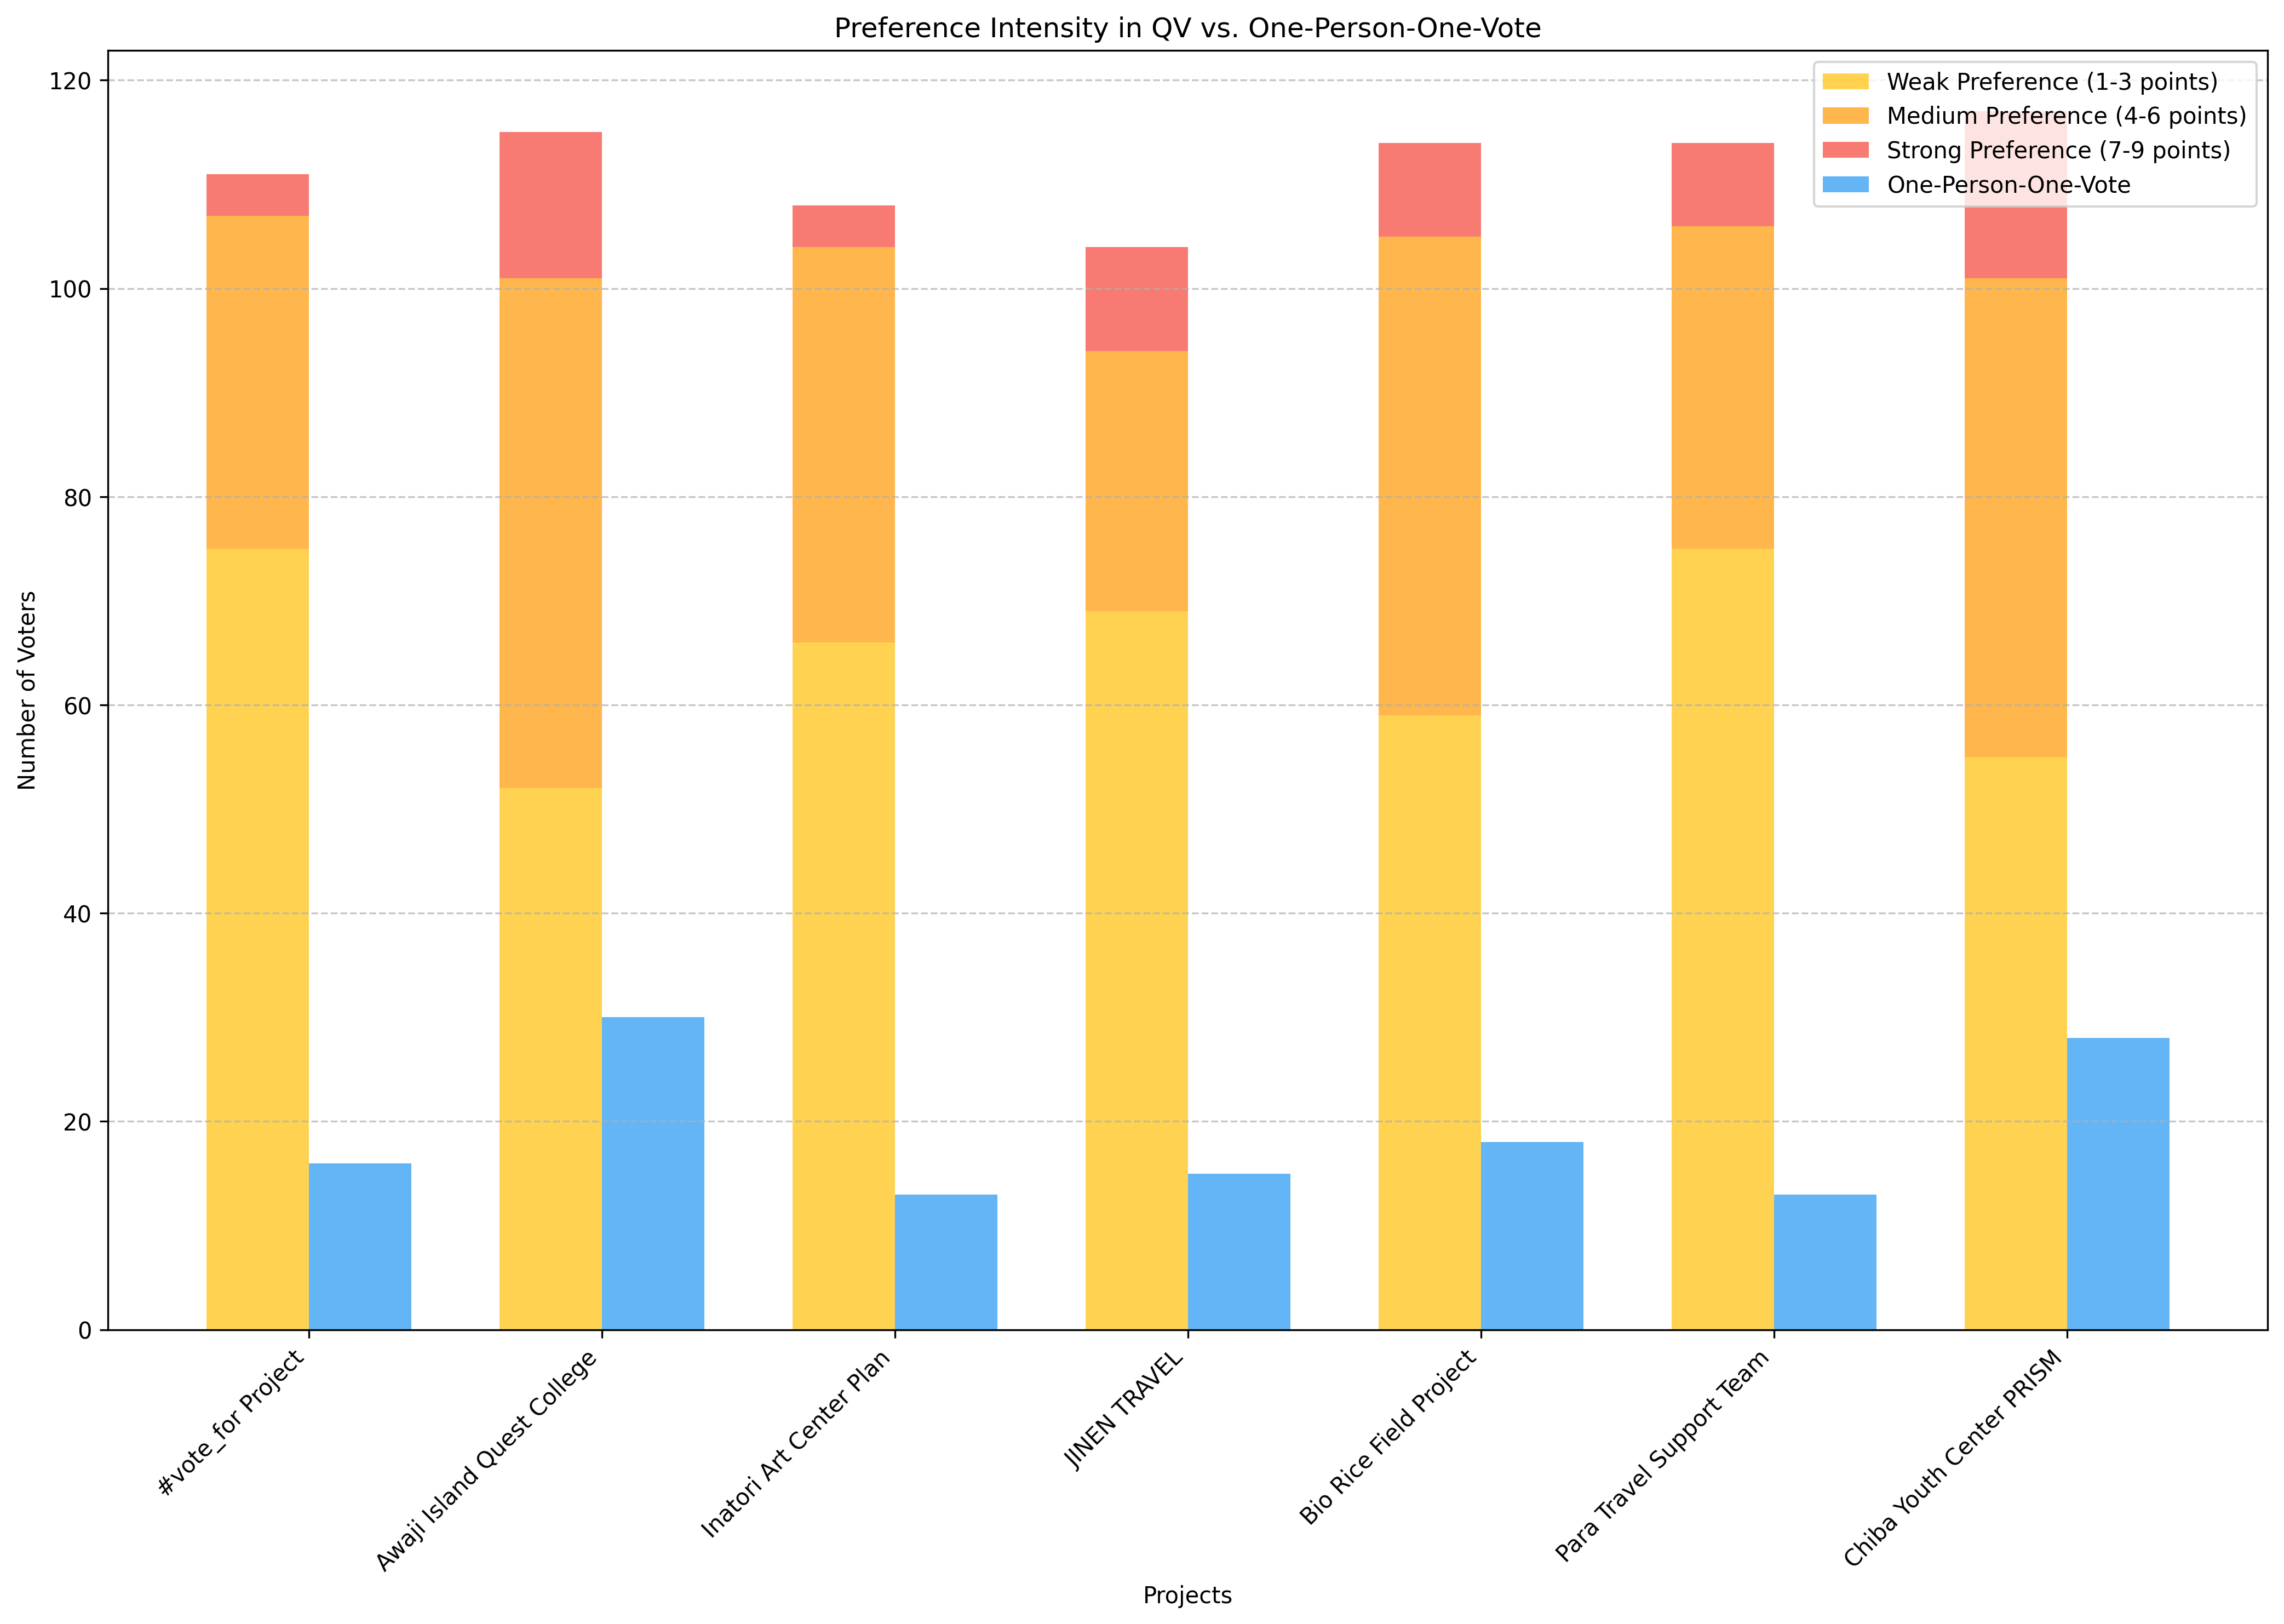 Preference Intensity in QV vs. One-Person-One-Vote
Weak Preference (1-3 points)
Medium Preference (4-6 points)
Strong Preference (7-9 points)
One-Person-One-Vote
Number of Voters
120
100
80
60
40
20
0
#vote_for Project
Awaji Island Quest College
Inatori Art Center Plan
JINEN TRAVEL
Bio Rice Field Project
Para Travel Support Team
Chiba Youth Center PRISM
Projects